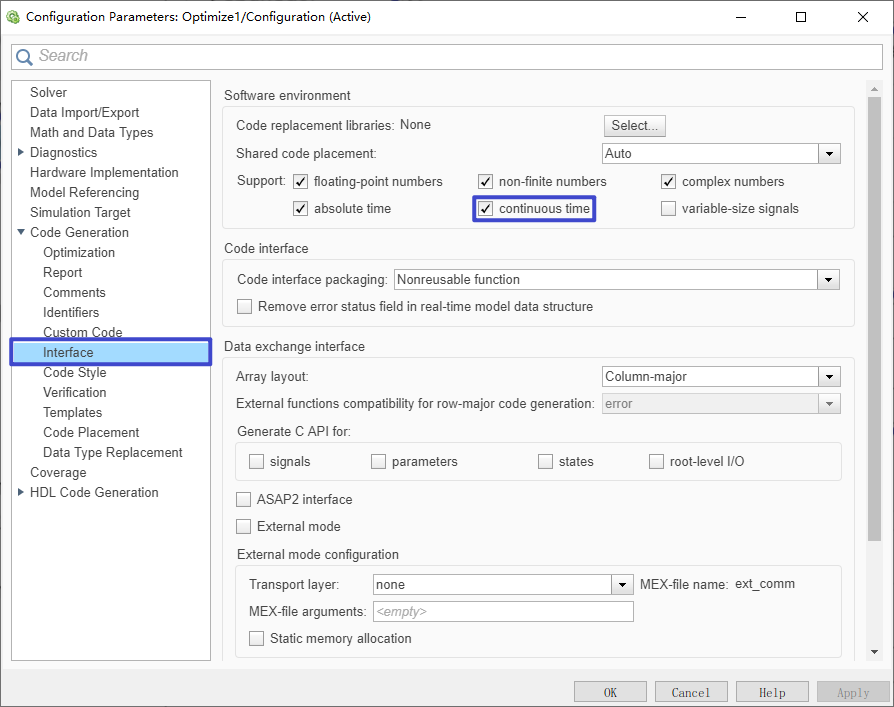 Configuration Parameters: Optimize1/Configuration (Active)
Search
Solver
Data Import/Export
Math and Data Types
Diagnostics
Hardware Implementation
Model Referencing
Simulation Target
Code Generation
Optimization
Report
Comments
Identifiers
Custom Code
Interface
Code Style
Verification
Templates
Code Placement
Data Type Replacement
Coverage
HDL Code Generation
Software environment
Code replacement libraries: None Select...
Shared code placement: Auto
Support: floating-point numbers non-finite numbers complex numbers
absolute time continuous time variable-size signals
Code interface
Code interface packaging: Nonreusable function
Remove error status field in real-time model data structure
Data exchange interface
Array layout: Column-major
External functions compatibility for row-major code generation: error
Generate C API for:
signals parameters states root-level I/O
ASAP2 interface
External mode
External mode configuration
Transport layer: none MEX-file name: ext_comm
MEX-file arguments: <empty>
Static memory allocation
OK Cancel Help Apply